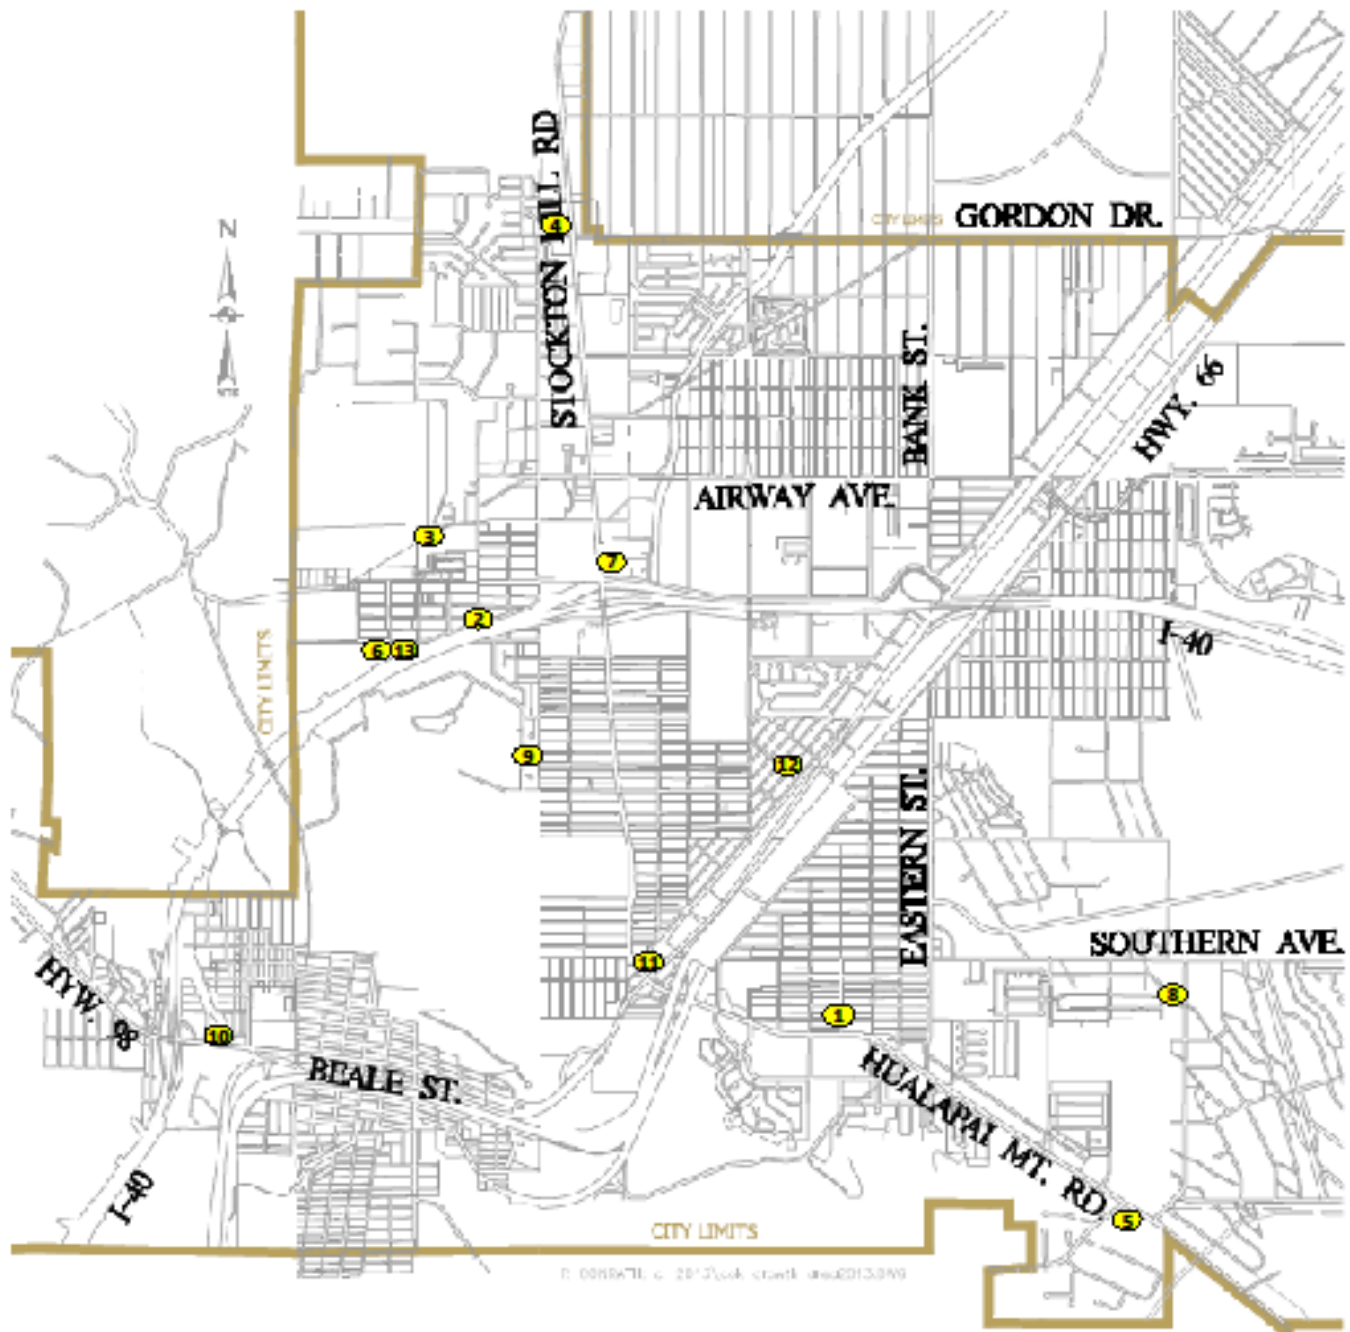 STOCKTON HILL RD
N
4
CITY LIMITS
GORDON DR.
BANK ST.
HWY. 66
AIRWAY AVE.
3
7
2
6
13
CITY LIMITS
I-40
9
12
EASTERN ST.
SOUTHERN AVE.
11
HYW. 68
8
1
10
BEALE ST.
HUALAPAI MT. RD.
I-40
5
CITY LIMITS